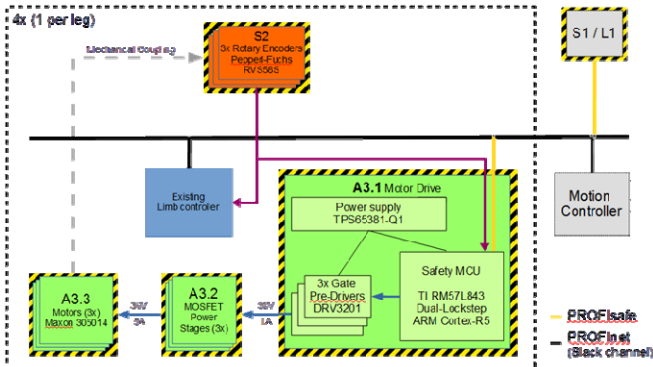 4x (1 per leg)
S2
3x Rotary Encoders
Pepperl-Fuchs
RVS58S
S1 / L1
Mechanical Coupling
A3.1 Motor Drive
Power supply
TPS65381-Q1
Existing
Limb controller
Motion
Controller
3x Gate
Pre-Drivers
DRV3201
Safety MCU
TI RM57L843
Dual-Lockstep
ARM Cortex-R5
A3.3
Motors (3x)
Maxon 305014
36V
5A
A3.2
MOSFET
Power
Stages (3x)
36V
1A
PROFIsafe
PROFInet
(Black channel)